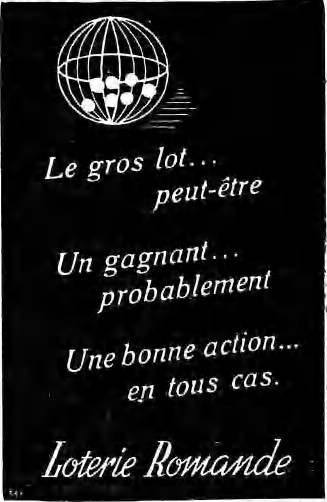 Le gros lot...
peut-être
Un gagnant...
probablement
Une bonne action...
en tous cas.
Loterie Romande